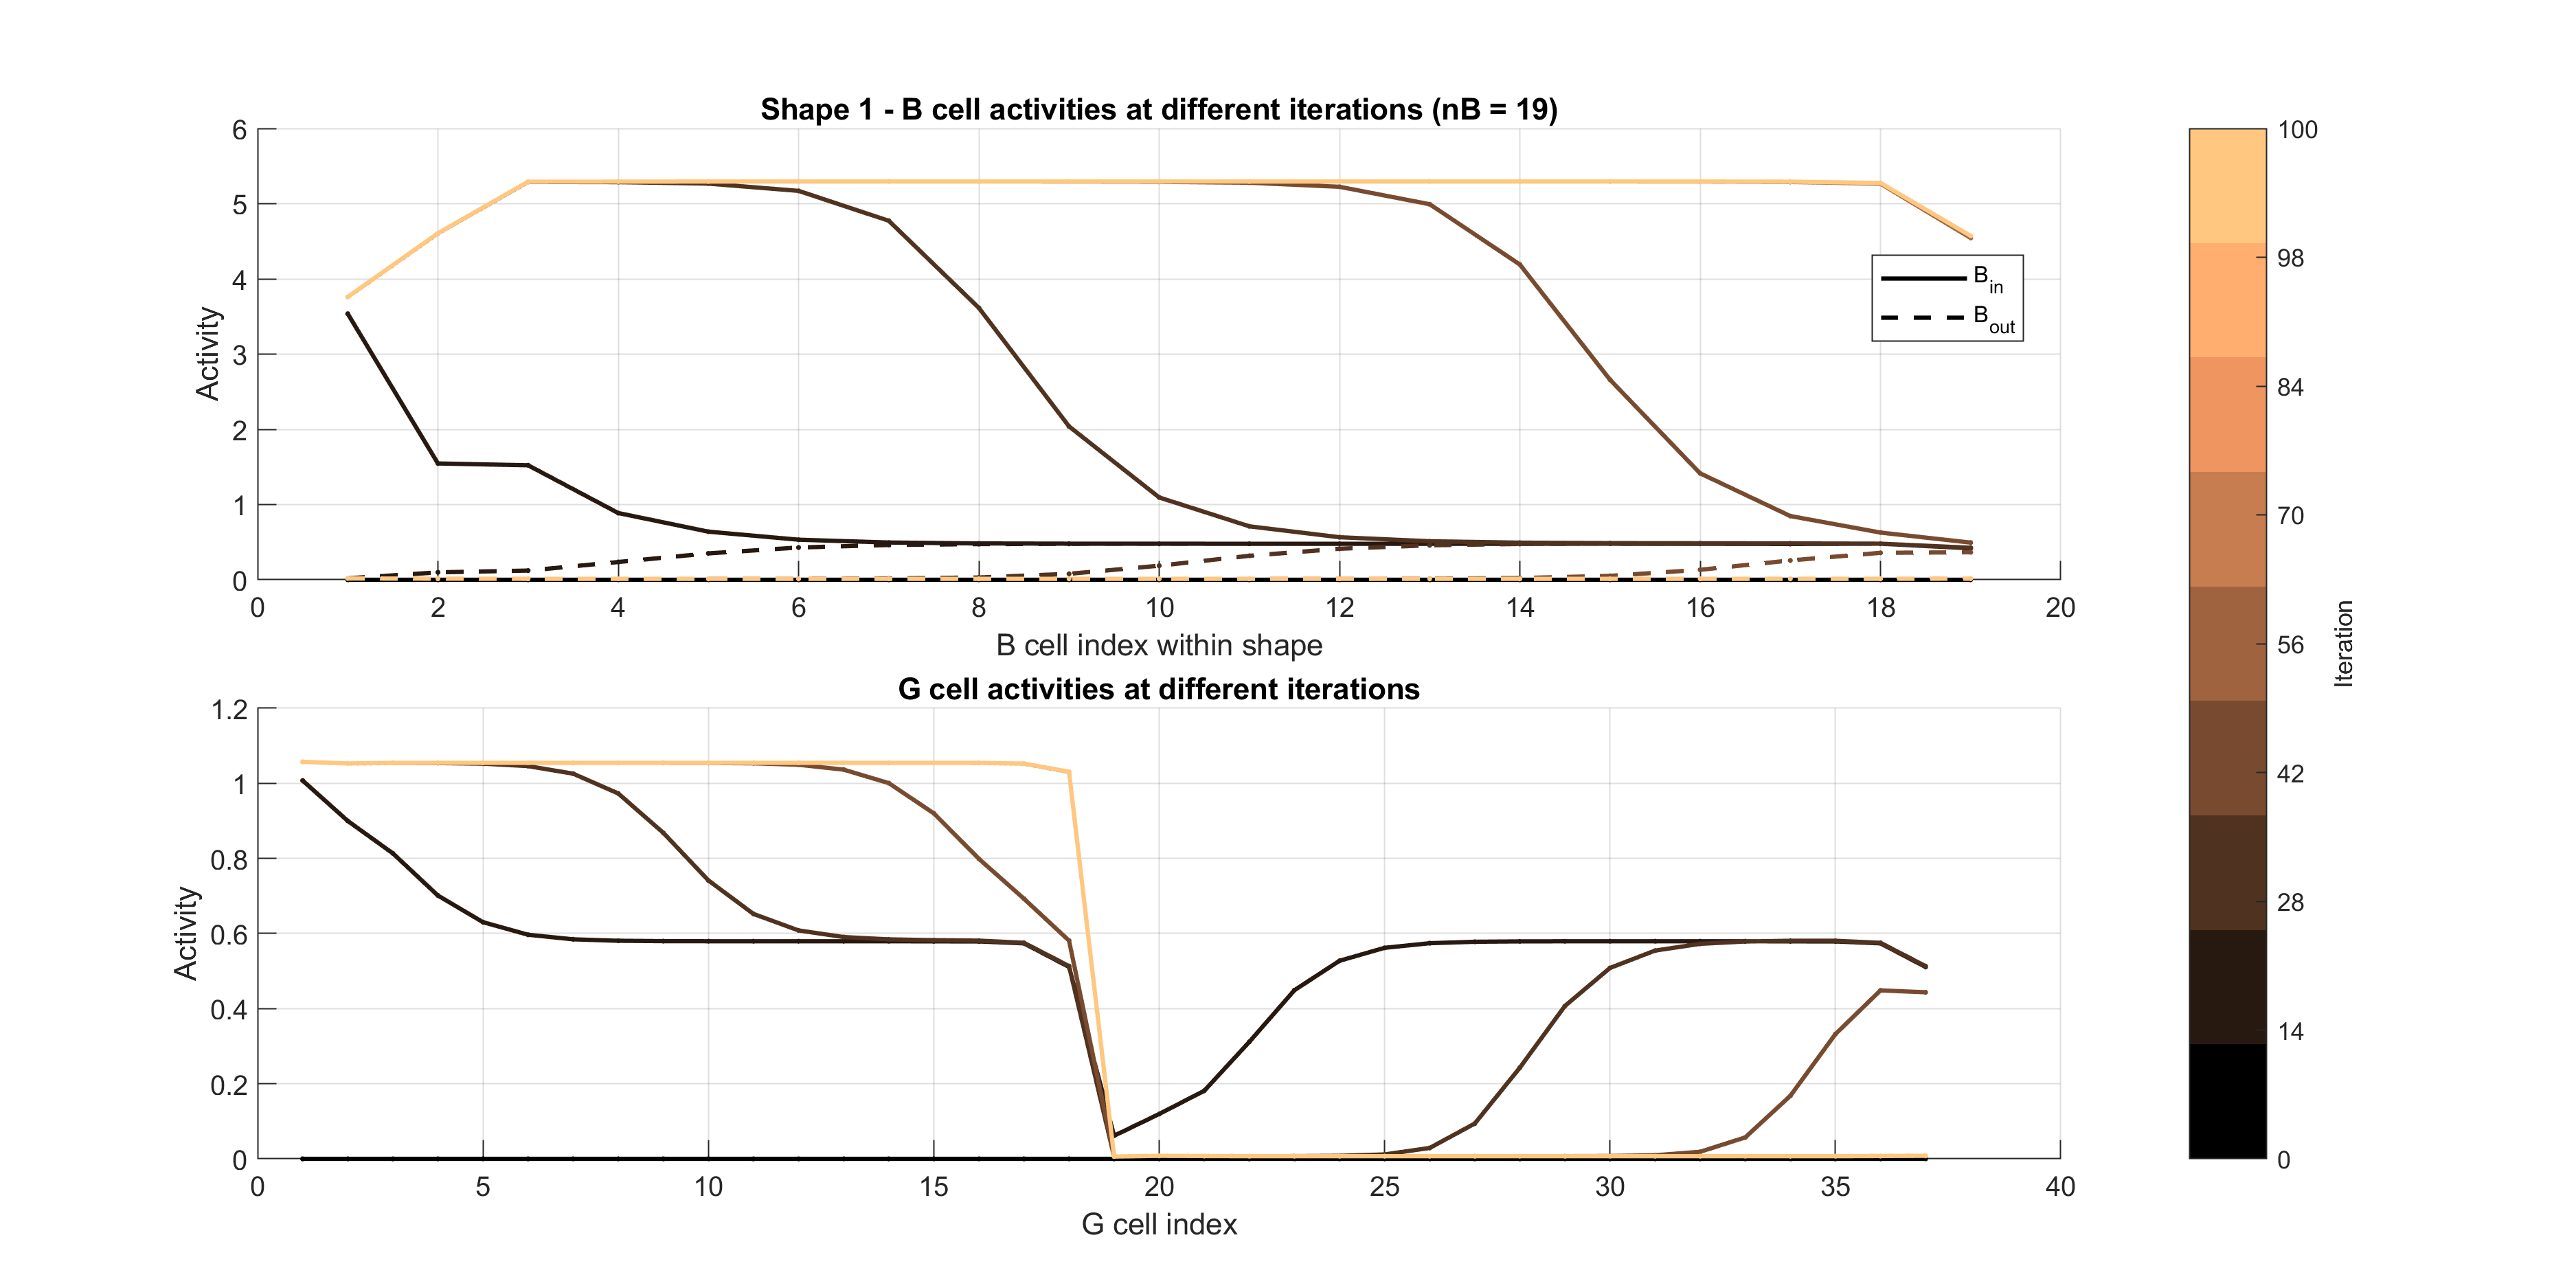 Shape 1 - B cell activities at different iterations (nB = 19)
6
5
4
3
2
1
0
Activity
0 2 4 6 8 10 12 14 16 18 20
B cell index within shape
B_in
B_out
G cell activities at different iterations
1.2
1
0.8
0.6
0.4
0.2
0
Activity
0 5 10 15 20 25 30 35 40
G cell index
100
98
84
70
56
42
28
14
0
Iteration